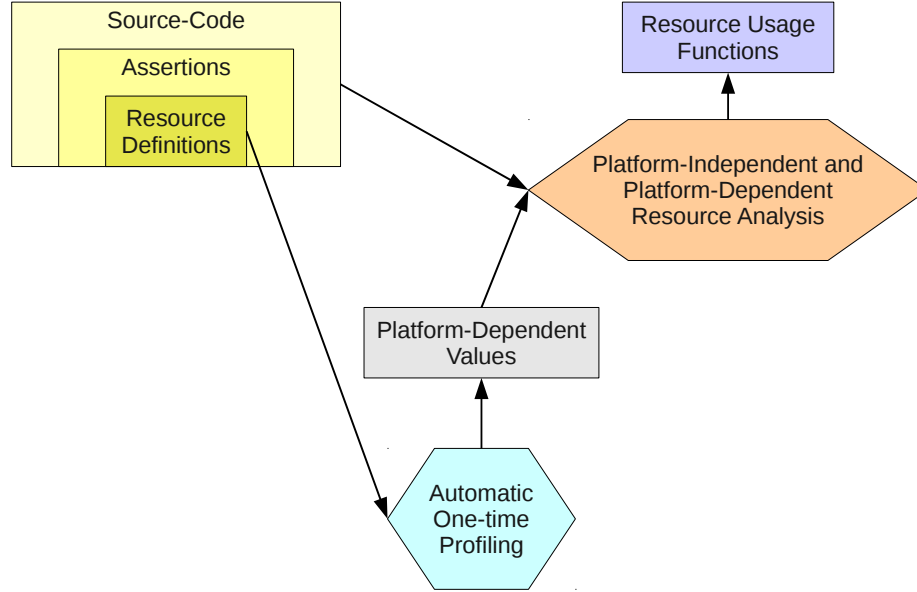 Source-Code
Assertions
Resource
Definitions
Resource Usage
Functions
Platform-Independent and
Platform-Dependent
Resource Analysis
Platform-Dependent
Values
Automatic
One-time
Profiling